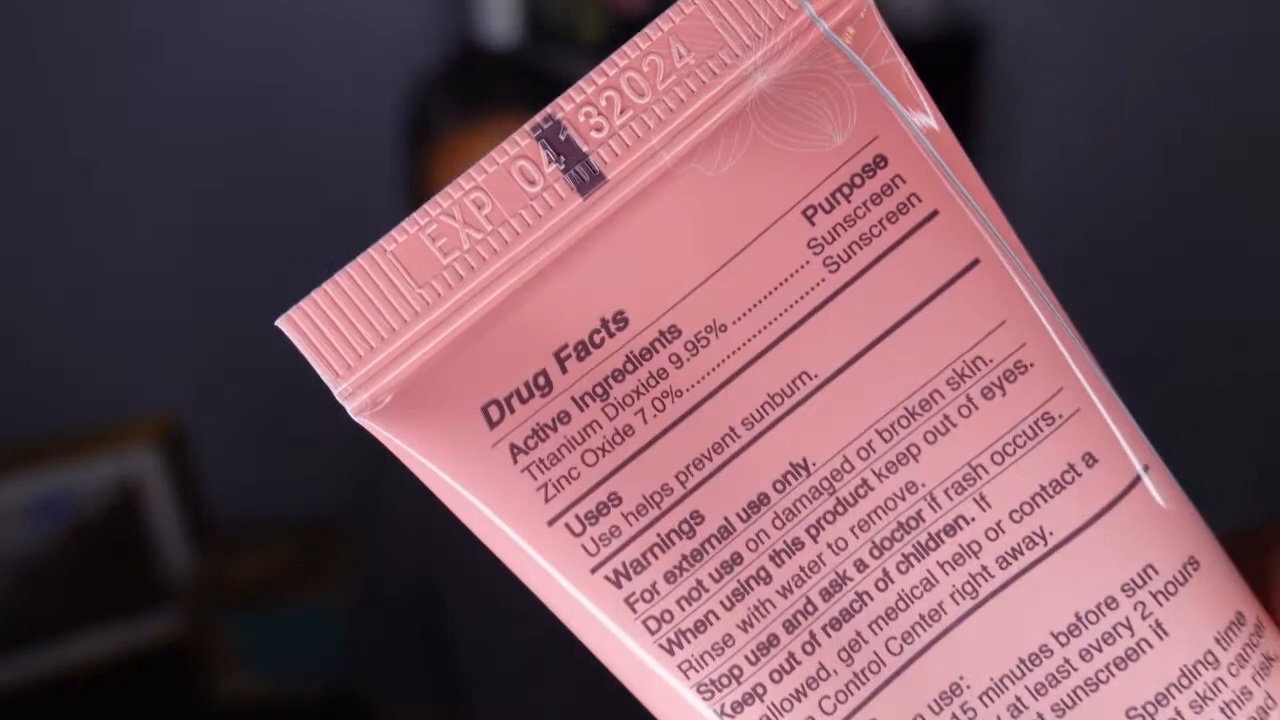 EXP 04132024
Drug Facts
Active Ingredients Purpose
Titanium Dioxide 9.95% ............ Sunscreen
Zinc Oxide 7.0%..................... Sunscreen
Uses
Use helps prevent sunburn.
Warnings
For external use only.
Do not use on damaged or broken skin.
When using this product keep out of eyes.
Rinse with water to remove.
Stop use and ask a doctor if rash occurs.
Keep out of reach of children. If
allowed, get medical help or contact a
Control Center right away.
use:
15 minutes before sun
at least every 2 hours
sunscreen if
Spending time
skin cancer
this risk